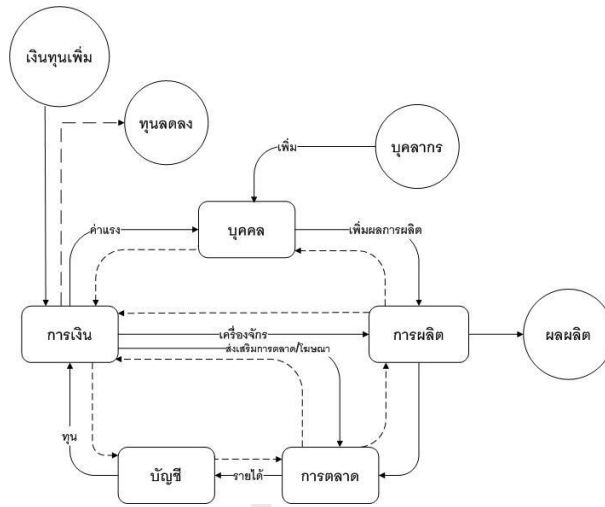 เงินทุนเพิ่ม
ทุนลดลง
เพิ่ม
บุคลากร
ค่าแรง
บุคคล
เพิ่มผลการผลิต
การเงิน
เครื่องจักร
ส่งเสริมการตลาด/โฆษณา
การผลิต
ผลผลิต
ทุน
บัญชี
รายได้
การตลาด